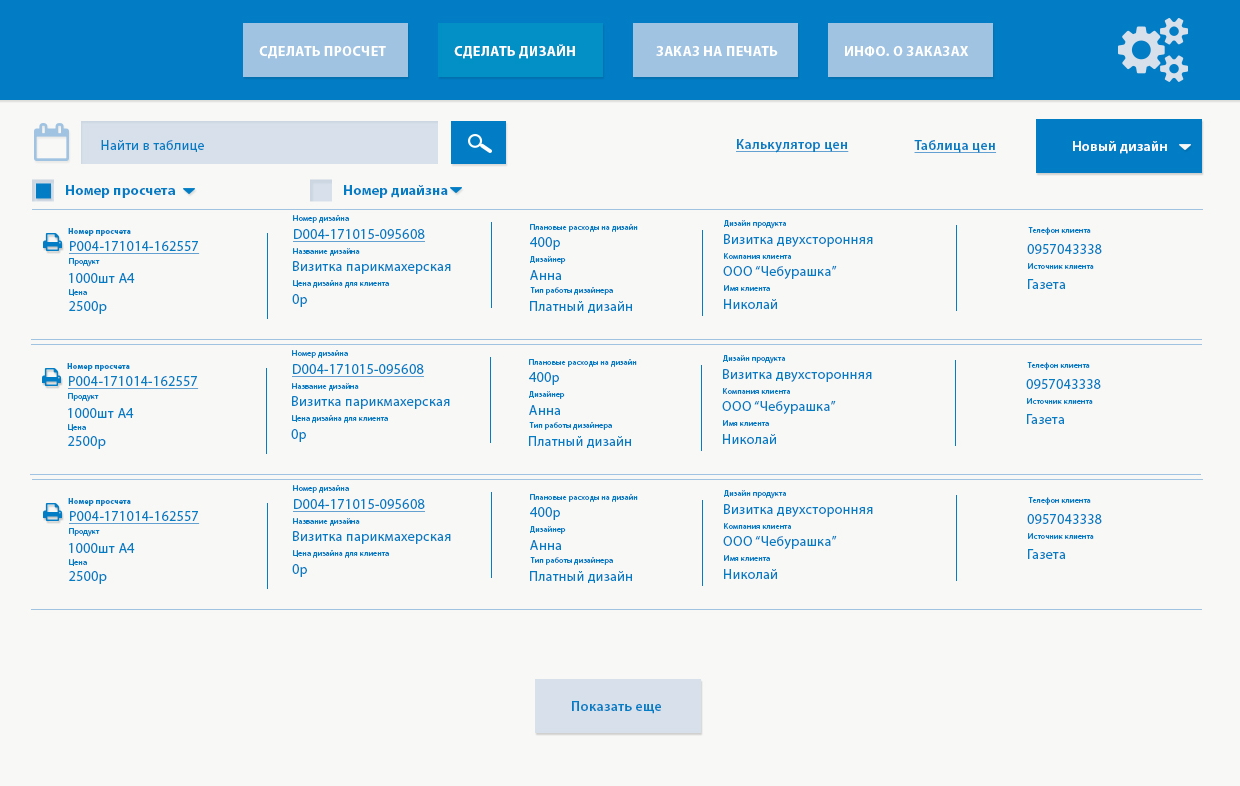 СДЕЛАТЬ ПРОСЧЕТ
СДЕЛАТЬ ДИЗАЙН
ЗАКАЗ НА ПЕЧАТЬ
ИНФО. О ЗАКАЗАХ
Найти в таблице
Калькулятор цен
Таблица цен
Новый дизайн
Номер просчета
Номер диайзна
Номер просчета
P004-171014-162557
Продукт
1000шт А4
Цена
2500р
Номер дизайна
D004-171015-095608
Название дизайна
Визитка парикмахерская
Цена дизайна для клиента
0р
Плановые расходы на дизайн
400р
Дизайнер
Анна
Тип работы дизайнера
Платный дизайн
Дизайн продукта
Визитка двухсторонняя
Компания клиента
ООО “Чебурашка”
Имя клиента
Николай
Телефон клиента
0957043338
Источник клиента
Газета
Номер просчета
P004-171014-162557
Продукт
1000шт А4
Цена
2500р
Номер дизайна
D004-171015-095608
Название дизайна
Визитка парикмахерская
Цена дизайна для клиента
0р
Плановые расходы на дизайн
400р
Дизайнер
Анна
Тип работы дизайнера
Платный дизайн
Дизайн продукта
Визитка двухсторонняя
Компания клиента
ООО “Чебурашка”
Имя клиента
Николай
Телефон клиента
0957043338
Источник клиента
Газета
Номер просчета
P004-171014-162557
Продукт
1000шт А4
Цена
2500р
Номер дизайна
D004-171015-095608
Название дизайна
Визитка парикмахерская
Цена дизайна для клиента
0р
Плановые расходы на дизайн
400р
Дизайнер
Анна
Тип работы дизайнера
Платный дизайн
Дизайн продукта
Визитка двухсторонняя
Компания клиента
ООО “Чебурашка”
Имя клиента
Николай
Телефон клиента
0957043338
Источник клиента
Газета
Показать еще